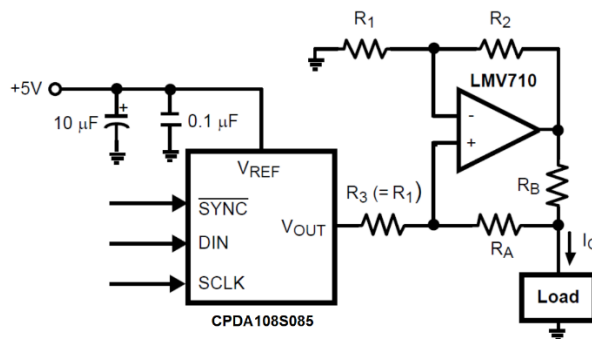 R1
R2
LMV710
+5V
+
10 µF
0.1 µF
-
+
VREF
RB
SYNC
R3 (= R1)
VOUT
DIN
RA
SCLK
Load
CPDA108S085